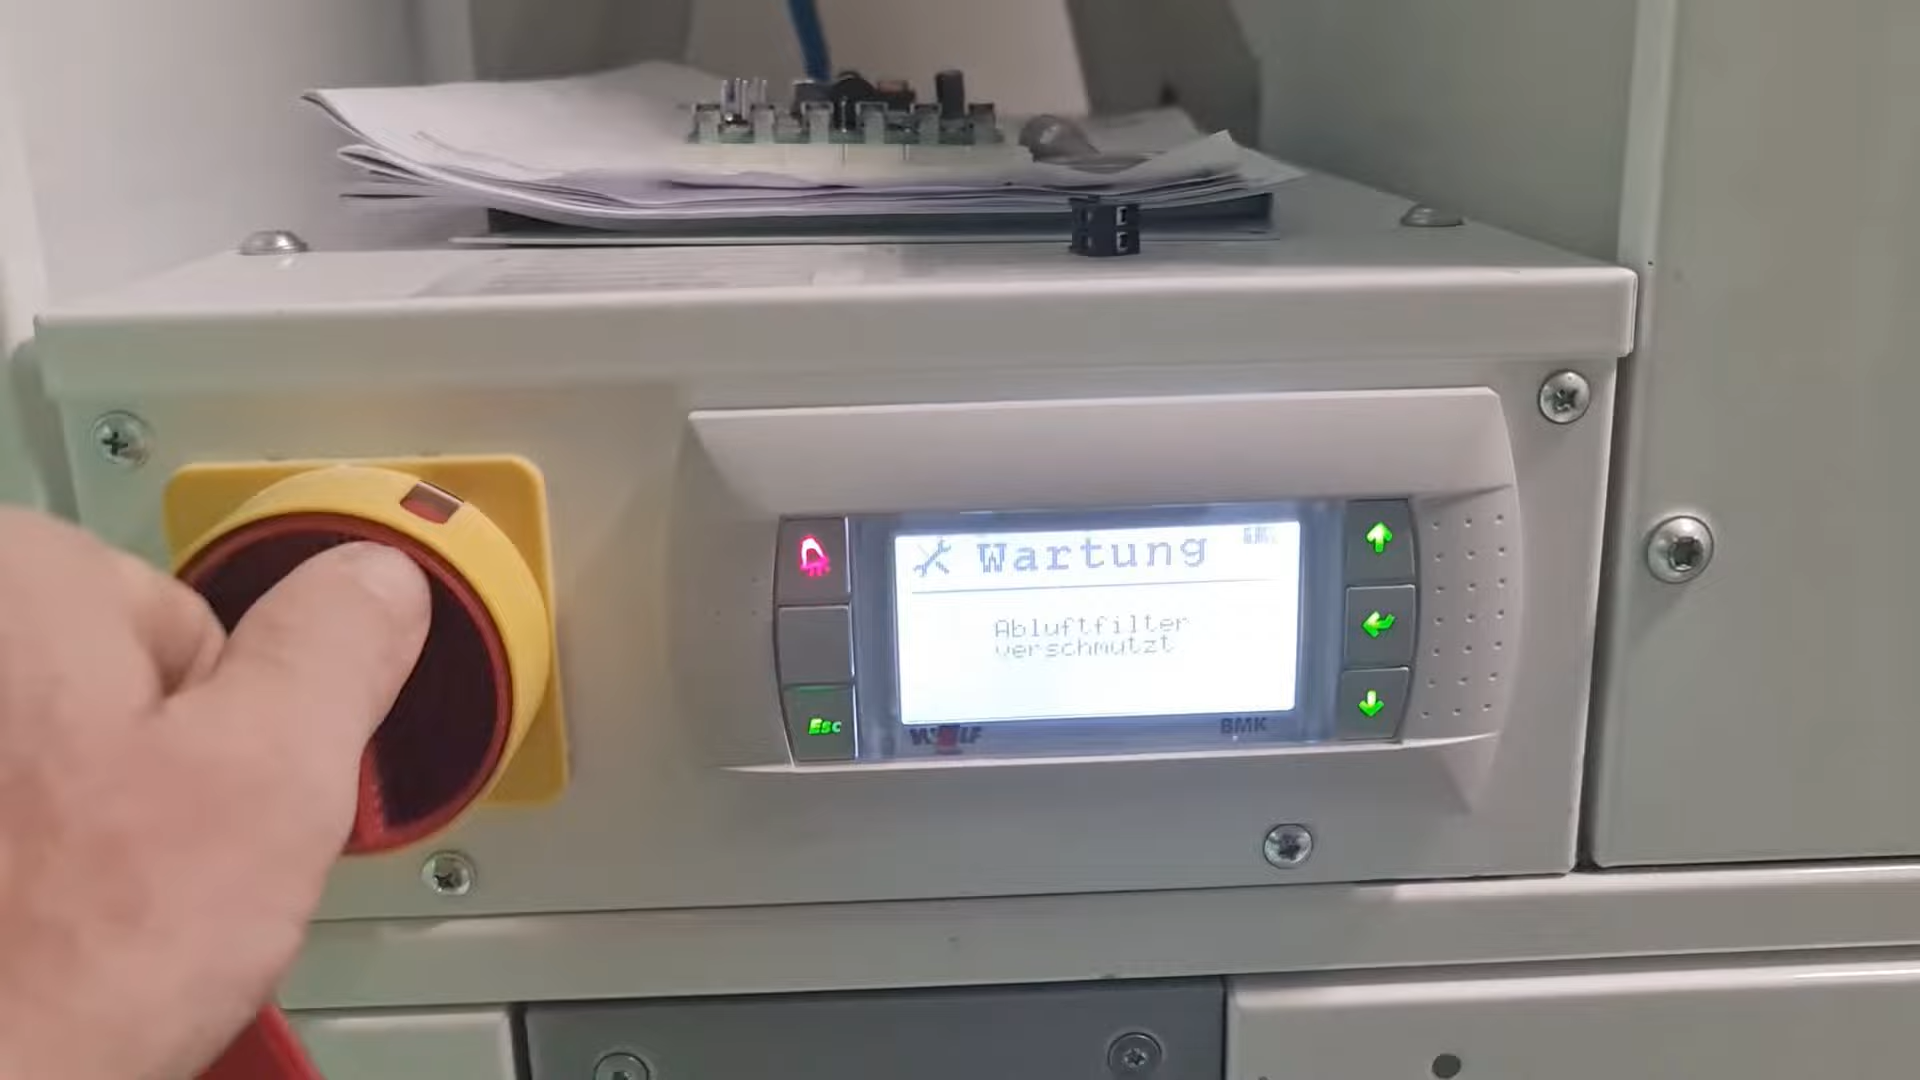 Wartung
Abluftfilter
verschmutzt
Esc
WOLF
BMK